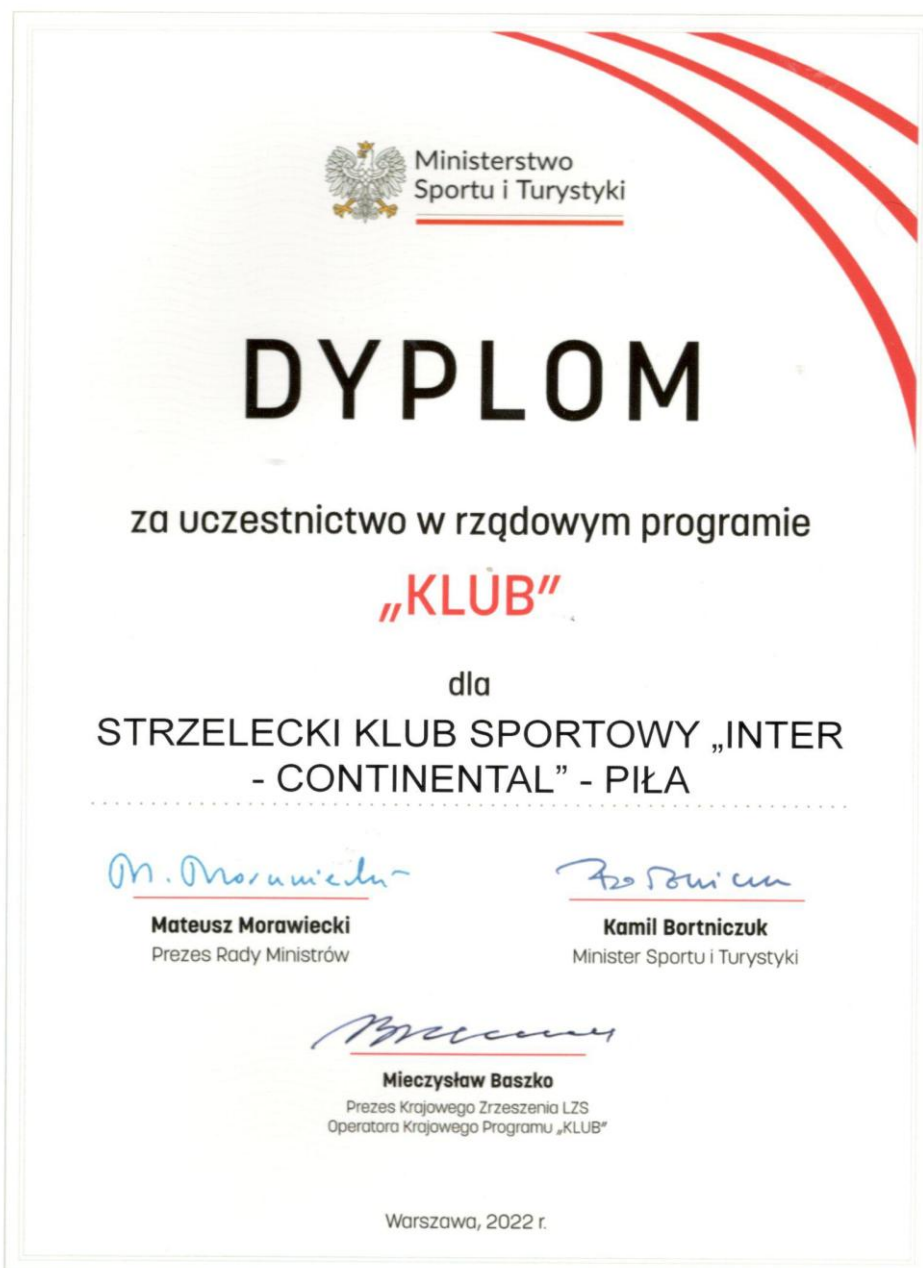 Ministerstwo
Sportu i Turystyki
DYPLOM
za uczestnictwo w rządowym programie
„KLUB”
dla
STRZELECKI KLUB SPORTOWY „INTER
- CONTINENTAL” - PIŁA
M. Morawiecki
Mateusz Morawiecki
Prezes Rady Ministrów
Kamil Bortniczuk
Minister Sportu i Turystyki
Mieczysław Baszko
Prezes Krajowego Zrzeszenia LZS
Operatora Krajowego Programu „KLUB”
Warszawa, 2022 r.